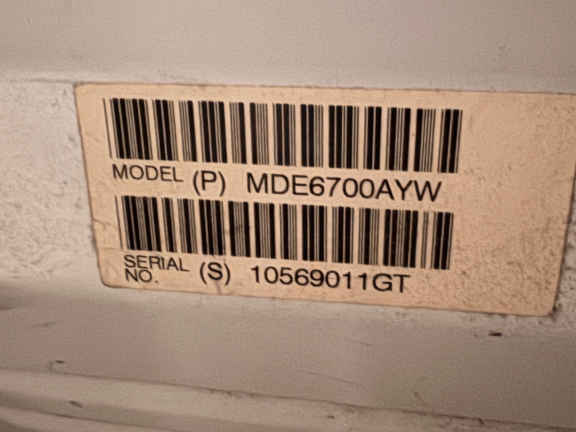 MODEL (P) MDE6700AYW
SERIAL NO. (S) 10569011GT